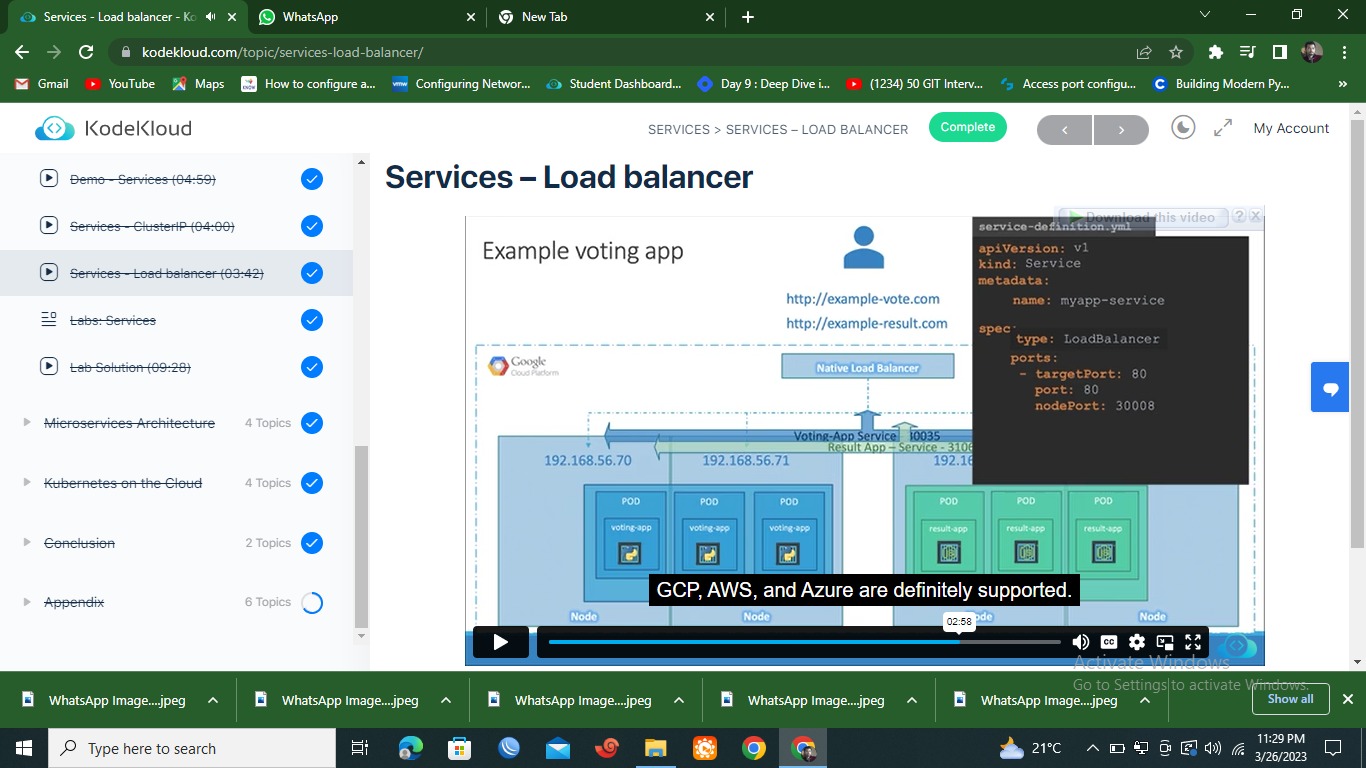 Services - Load balancer - Ko
WhatsApp
New Tab
kodekloud.com/topic/services-load-balancer/
Gmail
YouTube
Maps
How to configure a...
Configuring Networ...
Student Dashboard...
Day 9 : Deep Dive i...
(1234) 50 GIT Interv...
Access port configu...
Building Modern Py...
KodeKloud
SERVICES > SERVICES – LOAD BALANCER
Complete
My Account
Demo - Services (04:59)
Services - ClusterIP (04:00)
Services - Load balancer (03:42)
Labs: Services
Lab Solution (09:28)
Microservices Architecture 4 Topics
Kubernetes on the Cloud 4 Topics
Conclusion 2 Topics
Appendix 6 Topics
Services – Load balancer
Download this video
Example voting app
http://example-vote.com
http://example-result.com
service-definition.yml
apiVersion: v1
kind: Service
metadata:
name: myapp-service
spec:
type: LoadBalancer
ports:
- targetPort: 80
port: 80
nodePort: 30008
Google
Cloud Platform
Native Load Balancer
Voting-App Service 30035
Result App – Service - 3106
192.168.56.70
192.168.56.71
192.16
POD
POD
POD
POD
POD
POD
voting-app
voting-app
voting-app
result-app
result-app
result-app
GCP, AWS, and Azure are definitely supported.
Node
Node
Node
02:58
CC
Activate Windows
Go to Settings to activate Windows.
WhatsApp Image....jpeg
WhatsApp Image....jpeg
WhatsApp Image....jpeg
WhatsApp Image....jpeg
WhatsApp Image....jpeg
Show all
Type here to search
21°C
11:29 PM
3/26/2023